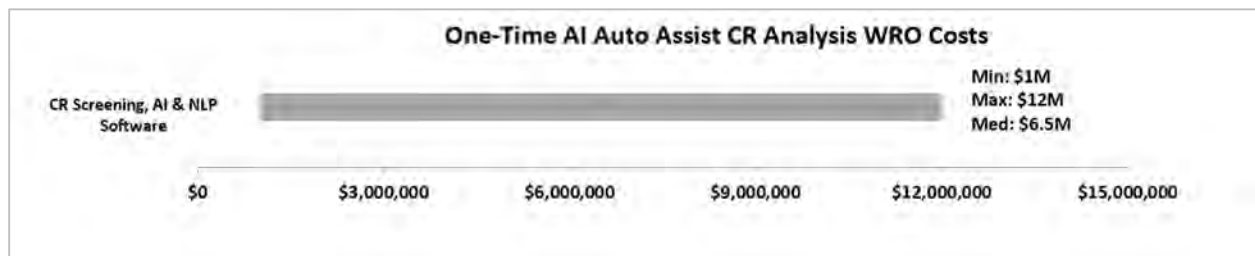 One-Time AI Auto Assist CR Analysis WRO Costs
CR Screening, AI & NLP
Software
Min: $1M
Max: $12M
Med: $6.5M
$0 $3,000,000 $6,000,000 $9,000,000 $12,000,000 $15,000,000